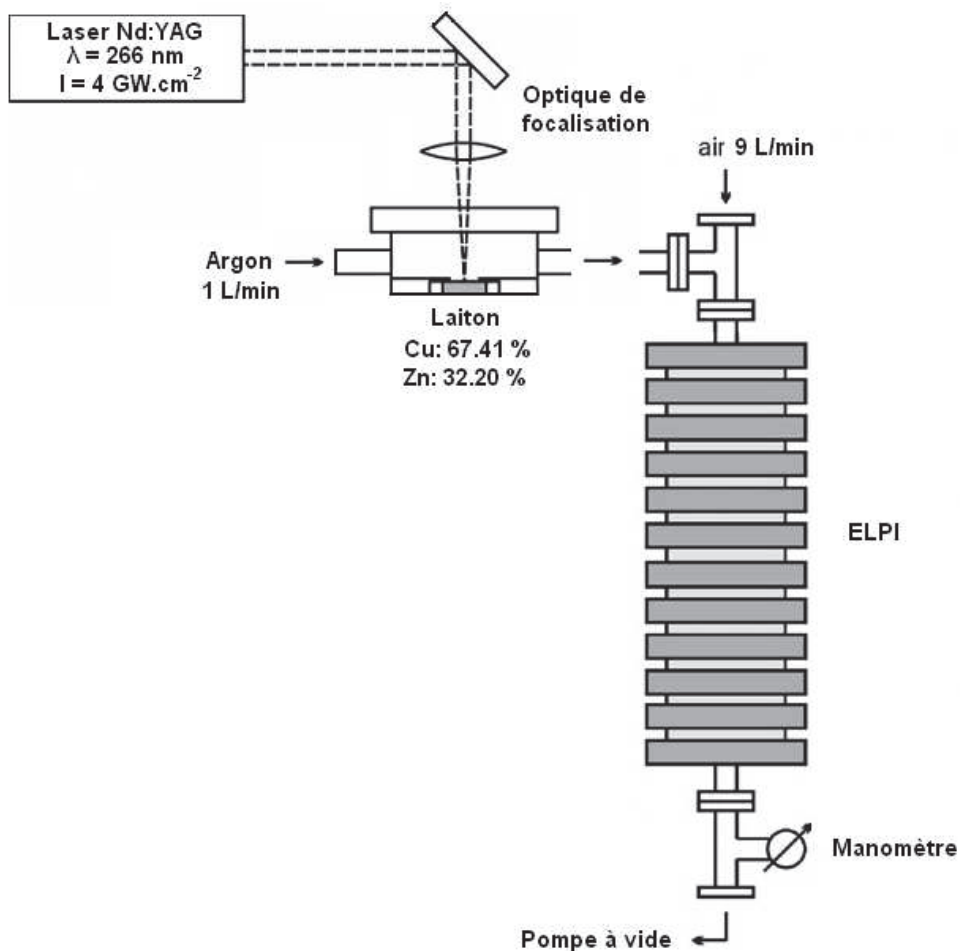 Laser Nd:YAG
λ = 266 nm
I = 4 GW.cm-2
Optique de
focalisation
air 9 L/min
Argon
1 L/min
Laiton
Cu: 67.41 %
Zn: 32.20 %
ELPI
Manomètre
Pompe à vide